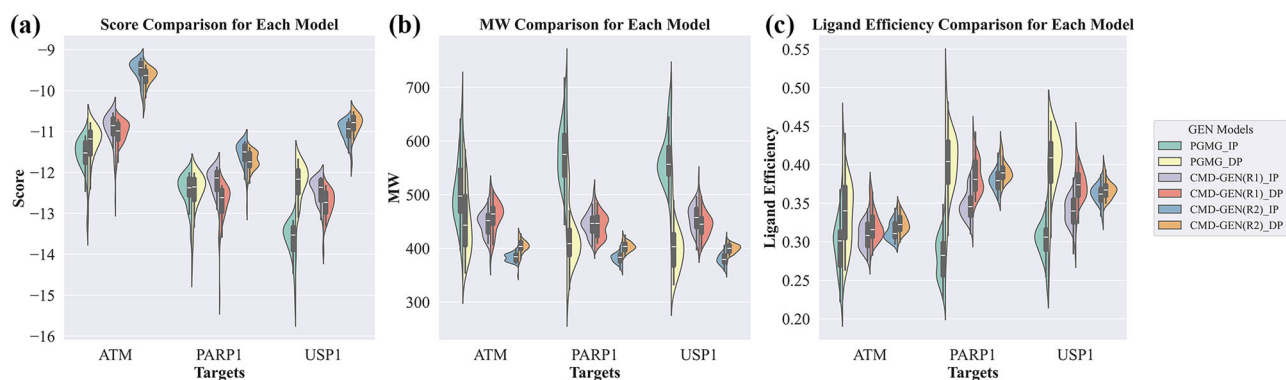 (a) Score Comparison for Each Model
−9
−10
−11
−12
−13
−14
−15
−16
Score
ATM PARP1 USP1
Targets
(b) MW Comparison for Each Model
700
600
500
400
300
MW
ATM PARP1 USP1
Targets
(c) Ligand Efficiency Comparison for Each Model
0.55
0.50
0.45
0.40
0.35
0.30
0.25
0.20
Ligand Efficiency
ATM PARP1 USP1
Targets
GEN Models
PGMG_IP
PGMG_DP
CMD-GEN(R1)_IP
CMD-GEN(R1)_DP
CMD-GEN(R2)_IP
CMD-GEN(R2)_DP